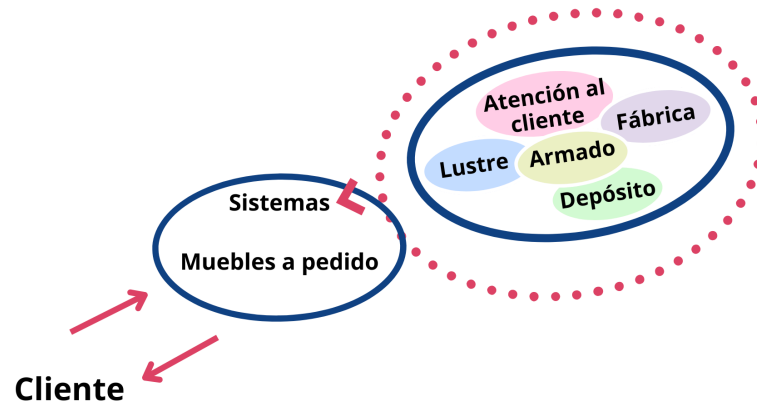 Atención al
cliente
Fábrica
Lustre
Armado
Depósito
Sistemas
Muebles a pedido
Cliente